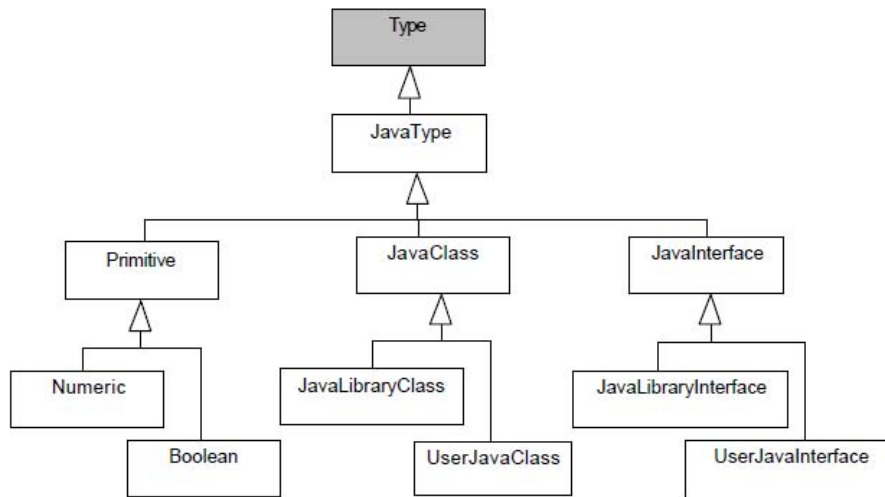 Type
JavaType
Primitive
JavaClass
JavaInterface
Numeric
JavaLibraryClass
JavaLibraryInterface
Boolean
UserJavaClass
UserJavaInterface